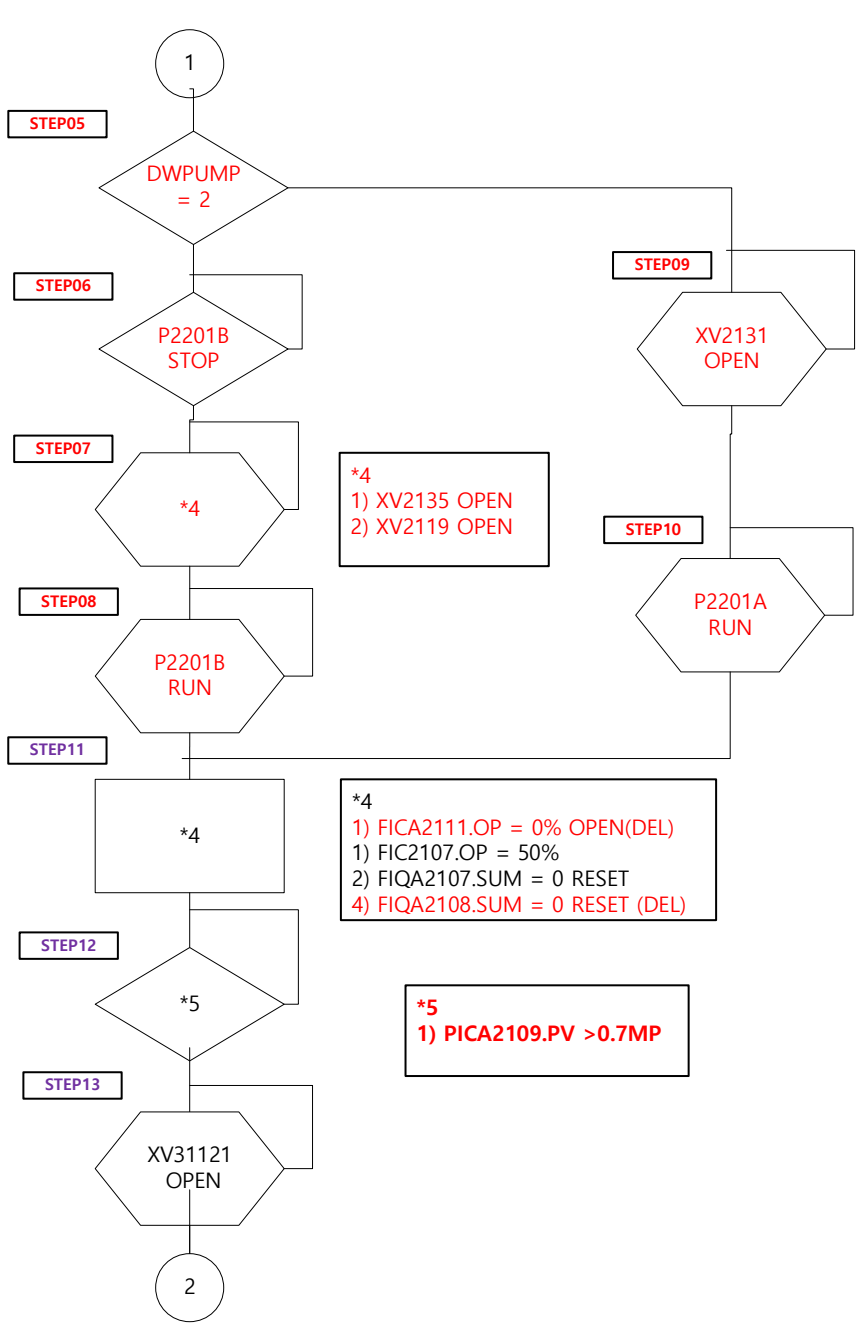 1
STEP05
DWPUMP
= 2
STEP09
STEP06
XV2131
OPEN
P2201B
STOP
STEP07
*4
*4
1) XV2135 OPEN
2) XV2119 OPEN
STEP10
STEP08
P2201A
RUN
P2201B
RUN
STEP11
*4
*4
1) FICA2111.OP = 0% OPEN(DEL)
1) FIC2107.OP = 50%
2) FIQA2107.SUM = 0 RESET
4) FIQA2108.SUM = 0 RESET (DEL)
STEP12
*5
*5
1) PICA2109.PV >0.7MP
STEP13
XV31121
OPEN
2